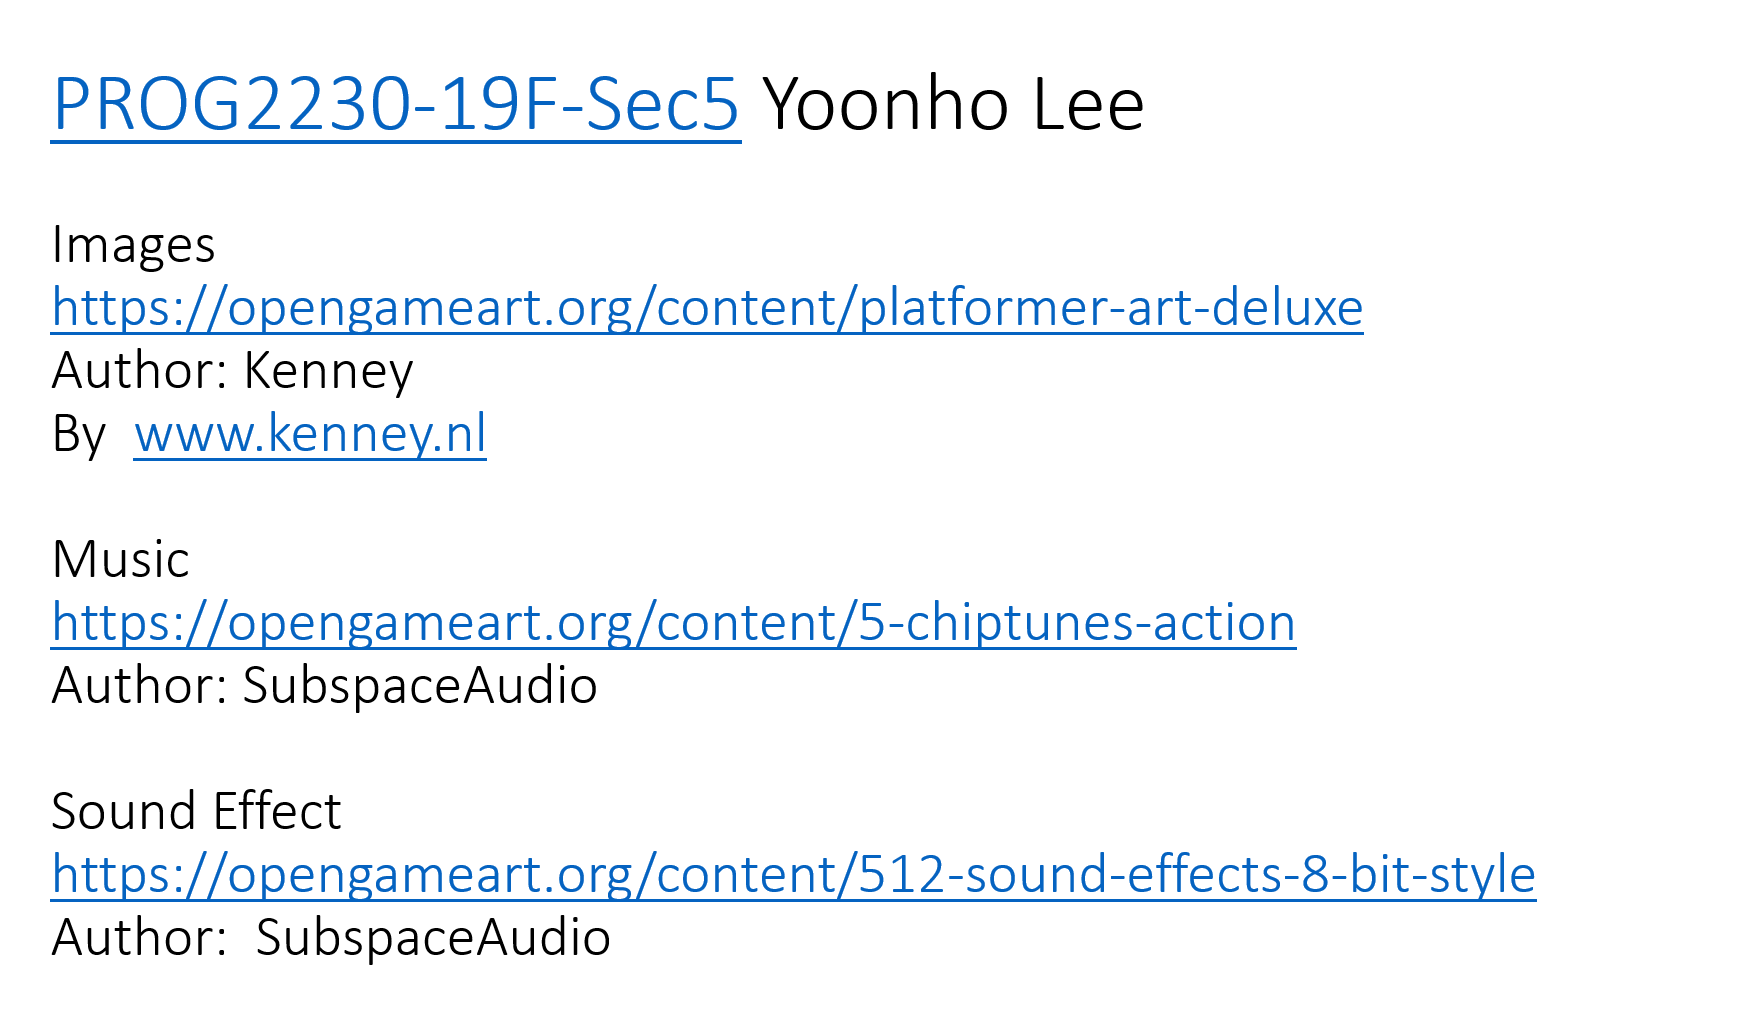 PROG2230-19F-Sec5 Yoonho Lee
Images
https://opengameart.org/content/platformer-art-deluxe
Author: Kenney
By  www.kenney.nl
Music
https://opengameart.org/content/5-chiptunes-action
Author: SubspaceAudio
Sound Effect
https://opengameart.org/content/512-sound-effects-8-bit-style
Author:  SubspaceAudio